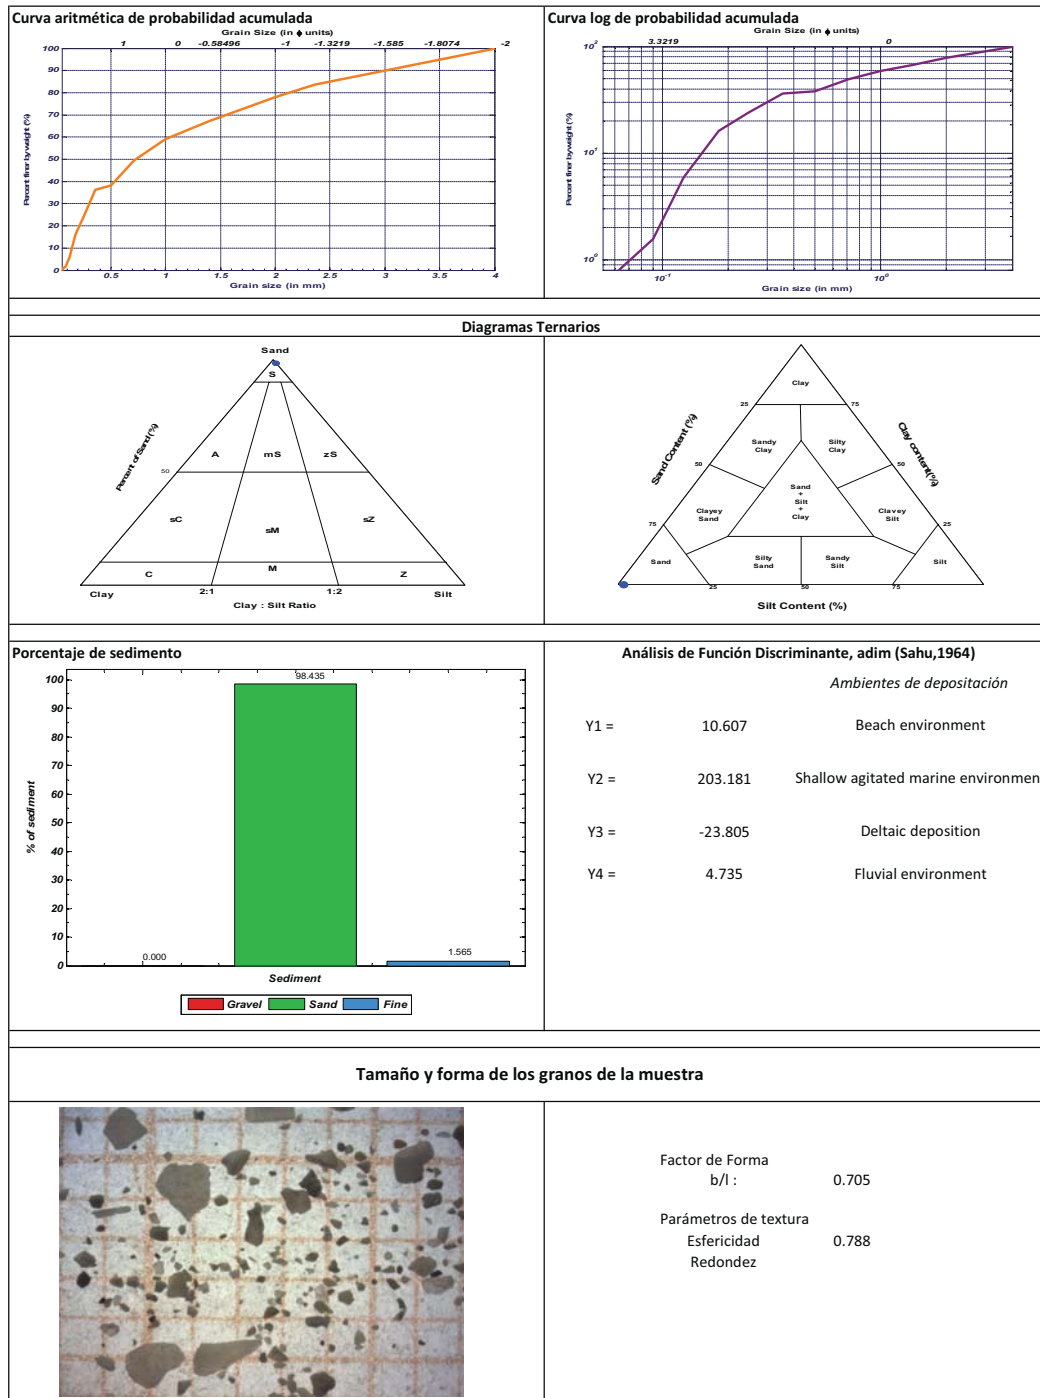 Curva aritmética de probabilidad acumulada
Grain Size (in ϕ units)
1 0 -0.58496 -1 -1.3219 -1.585 -1.8074 -2
100
90
80
70
60
50
40
30
20
10
0
Percent finer by weight (%)
0.5 1 1.5 2 2.5 3 3.5 4
Grain size (in mm)
Curva log de probabilidad acumulada
Grain Size (in ϕ units)
3.3219 0
10²
10¹
10⁰
Percent finer by weight (%)
10⁻¹ 10⁰
Grain size (in mm)
Diagramas Ternarios
Sand
S
Percent of Sand (%)
A mS zS
50
sC sM sZ
C M Z
Clay 2:1 1:2 Silt
Clay : Silt Ratio
Clay
25 75
Sand Content (%)
Clay content(%)
Sandy
Clay
Silty
Clay
50 50
Sand
+
Silt
+
Clay
Clayey
Sand
Clavey
Silt
75 25
Sand
Silty
Sand
Sandy
Silt
Silt
25 50 75
Silt Content (%)
Porcentaje de sedimento
100
90
80
70
60
50
40
30
20
10
0
% of sediment
0.000
98.435
1.565
Sediment
Gravel Sand Fine
Análisis de Función Discriminante, adim (Sahu,1964)
Ambientes de depositación
Y1 = 10.607 Beach environment
Y2 = 203.181 Shallow agitated marine environmen
Y3 = -23.805 Deltaic deposition
Y4 = 4.735 Fluvial environment
Tamaño y forma de los granos de la muestra
Factor de Forma
b/l : 0.705
Parámetros de textura
Esfericidad 0.788
Redondez